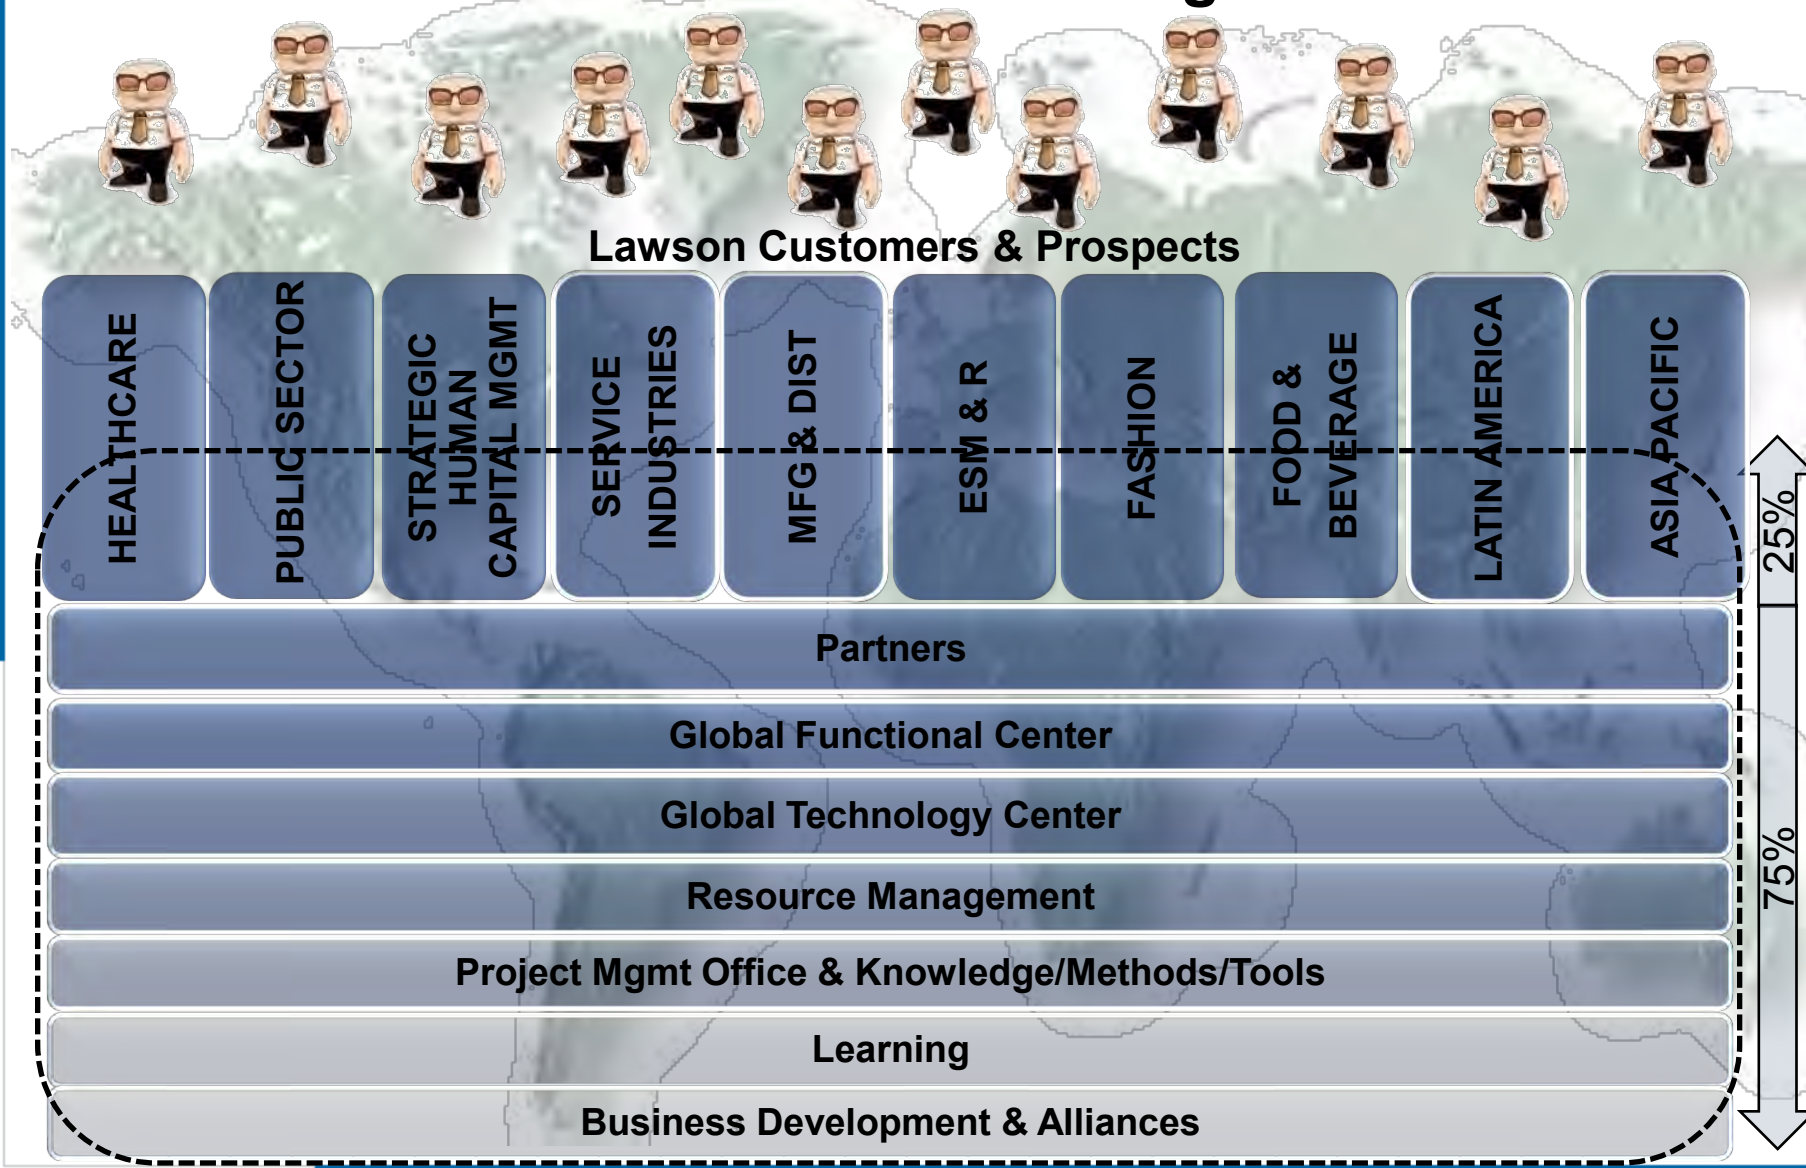 Lawson Customers & Prospects
HEALTHCARE
PUBLIC SECTOR
STRATEGIC
HUMAN
CAPITAL MGMT
SERVICE
INDUSTRIES
MFG & DIST
ESM & R
FASHION
FOOD &
BEVERAGE
LATIN AMERICA
ASIA PACIFIC
25%
Partners
Global Functional Center
Global Technology Center
Resource Management
75%
Project Mgmt Office & Knowledge/Methods/Tools
Learning
Business Development & Alliances